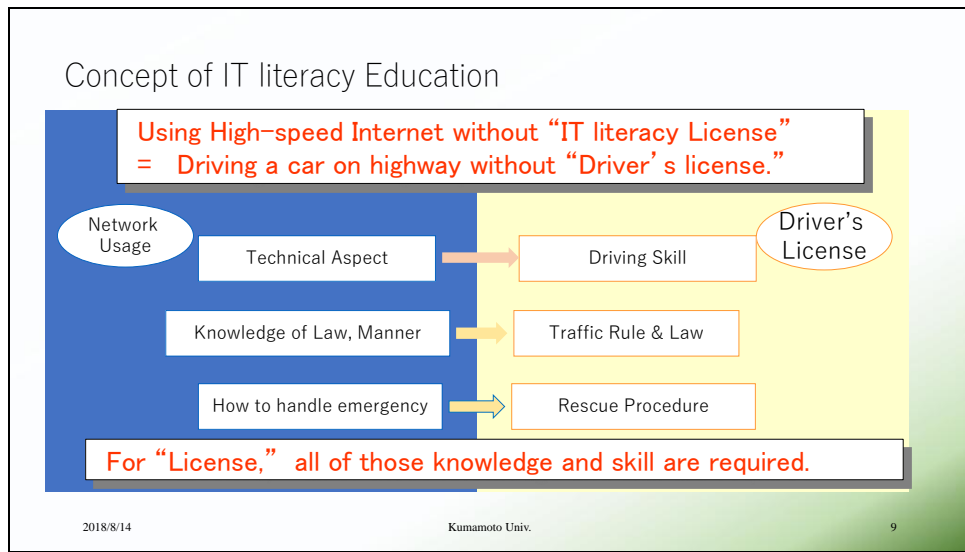 Concept of IT literacy Education
Using High-speed Internet without “IT literacy License”
= Driving a car on highway without “Driver’s license.”
Network
Usage
Driver’s
License
Technical Aspect
Driving Skill
Knowledge of Law, Manner
Traffic Rule & Law
How to handle emergency
Rescue Procedure
For “License,” all of those knowledge and skill are required.
2018/8/14
Kumamoto Univ.
9